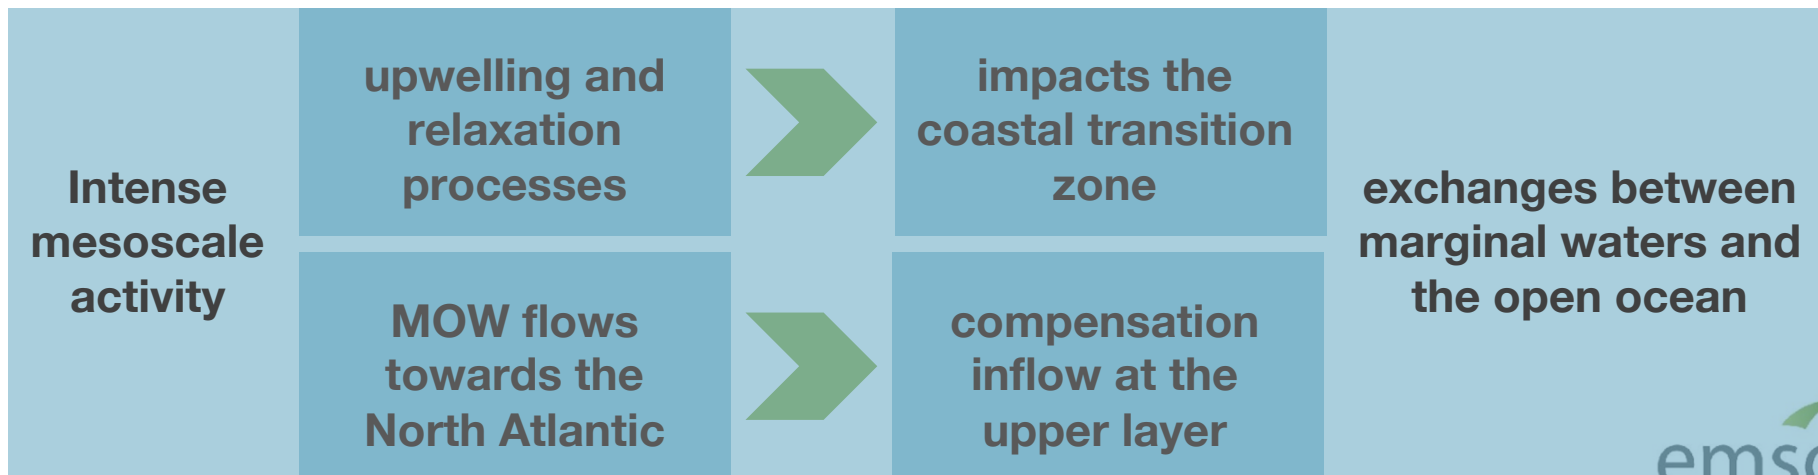 Intense
mesoscale
activity
upwelling and
relaxation
processes
impacts the
coastal transition
zone
MOW flows
towards the
North Atlantic
compensation
inflow at the
upper layer
exchanges between
marginal waters and
the open ocean